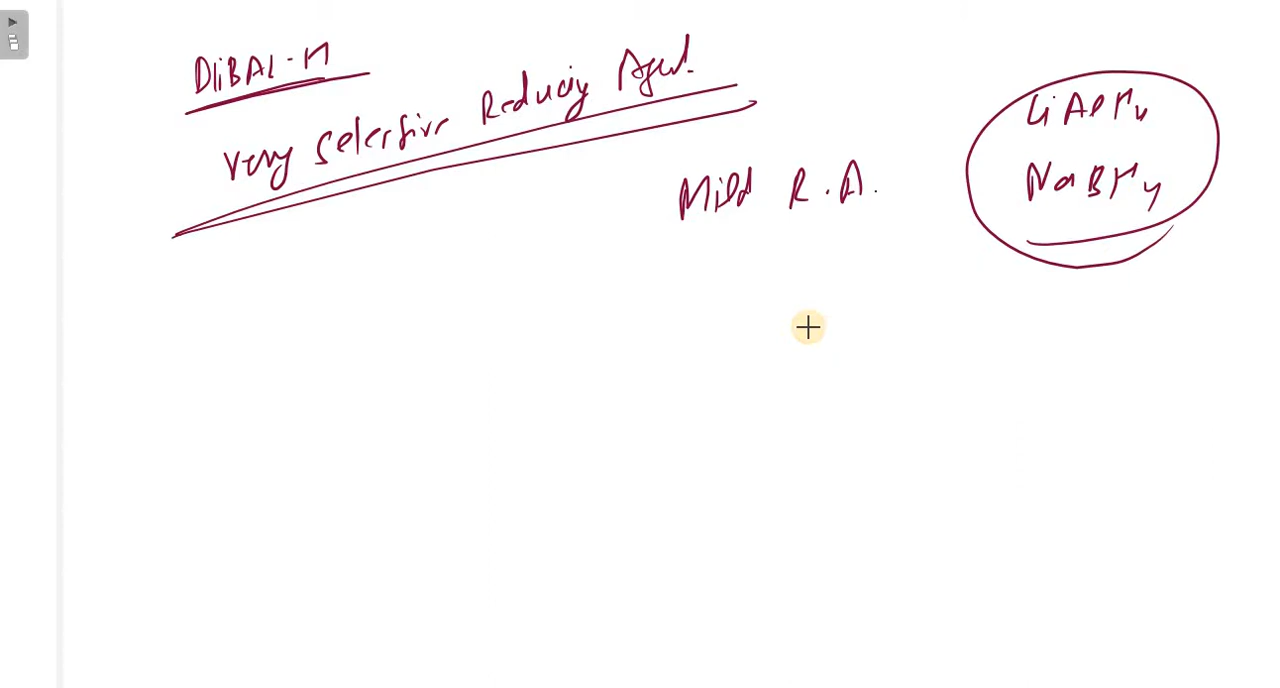 DIBAL-H
very selective Reducing Agent.
Mild R.A.
LiAlH4
NaBH4